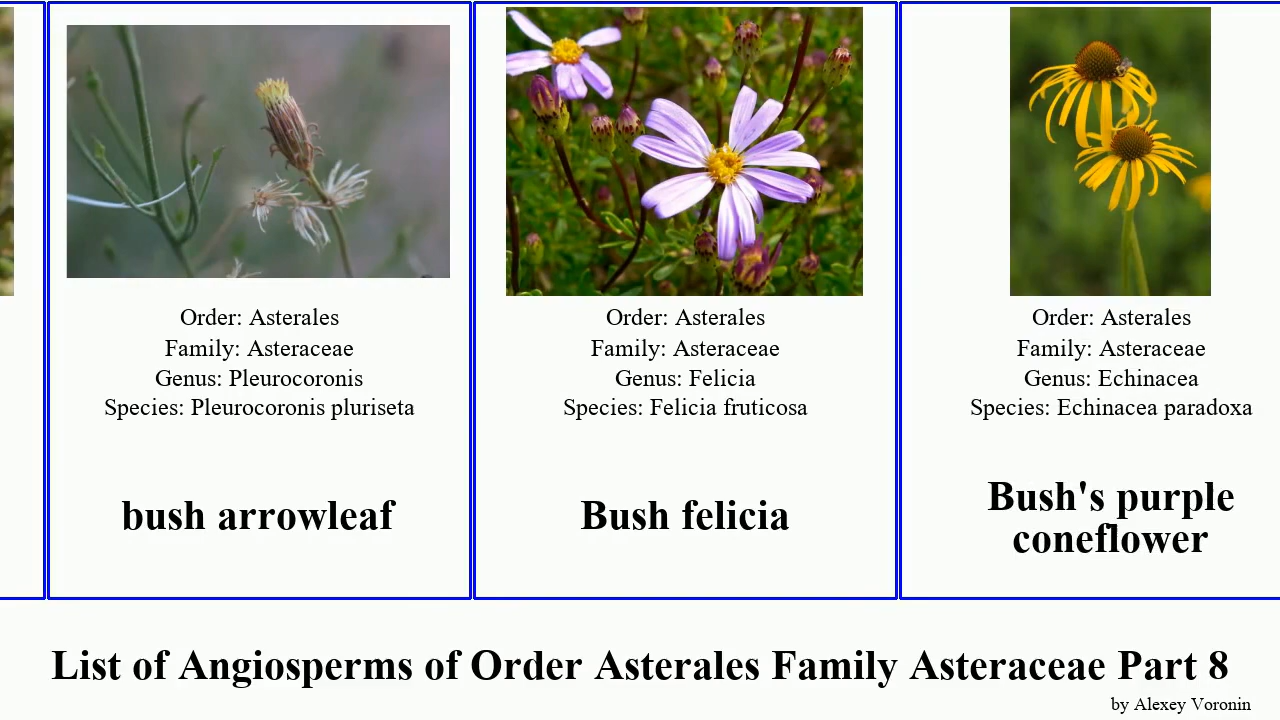 Order: Asterales
Family: Asteraceae
Genus: Pleurocoronis
Species: Pleurocoronis pluriseta
bush arrowleaf
Order: Asterales
Family: Asteraceae
Genus: Felicia
Species: Felicia fruticosa
Bush felicia
Order: Asterales
Family: Asteraceae
Genus: Echinacea
Species: Echinacea paradoxa
Bush's purple
coneflower
List of Angiosperms of Order Asterales Family Asteraceae Part 8
by Alexey Voronin